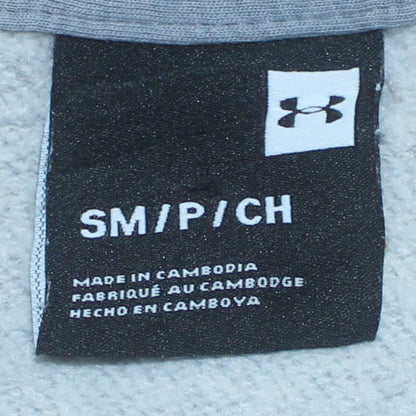 SM/P/CH
MADE IN CAMBODIA
FABRIQUÉ AU CAMBODGE
HECHO EN CAMBOYA